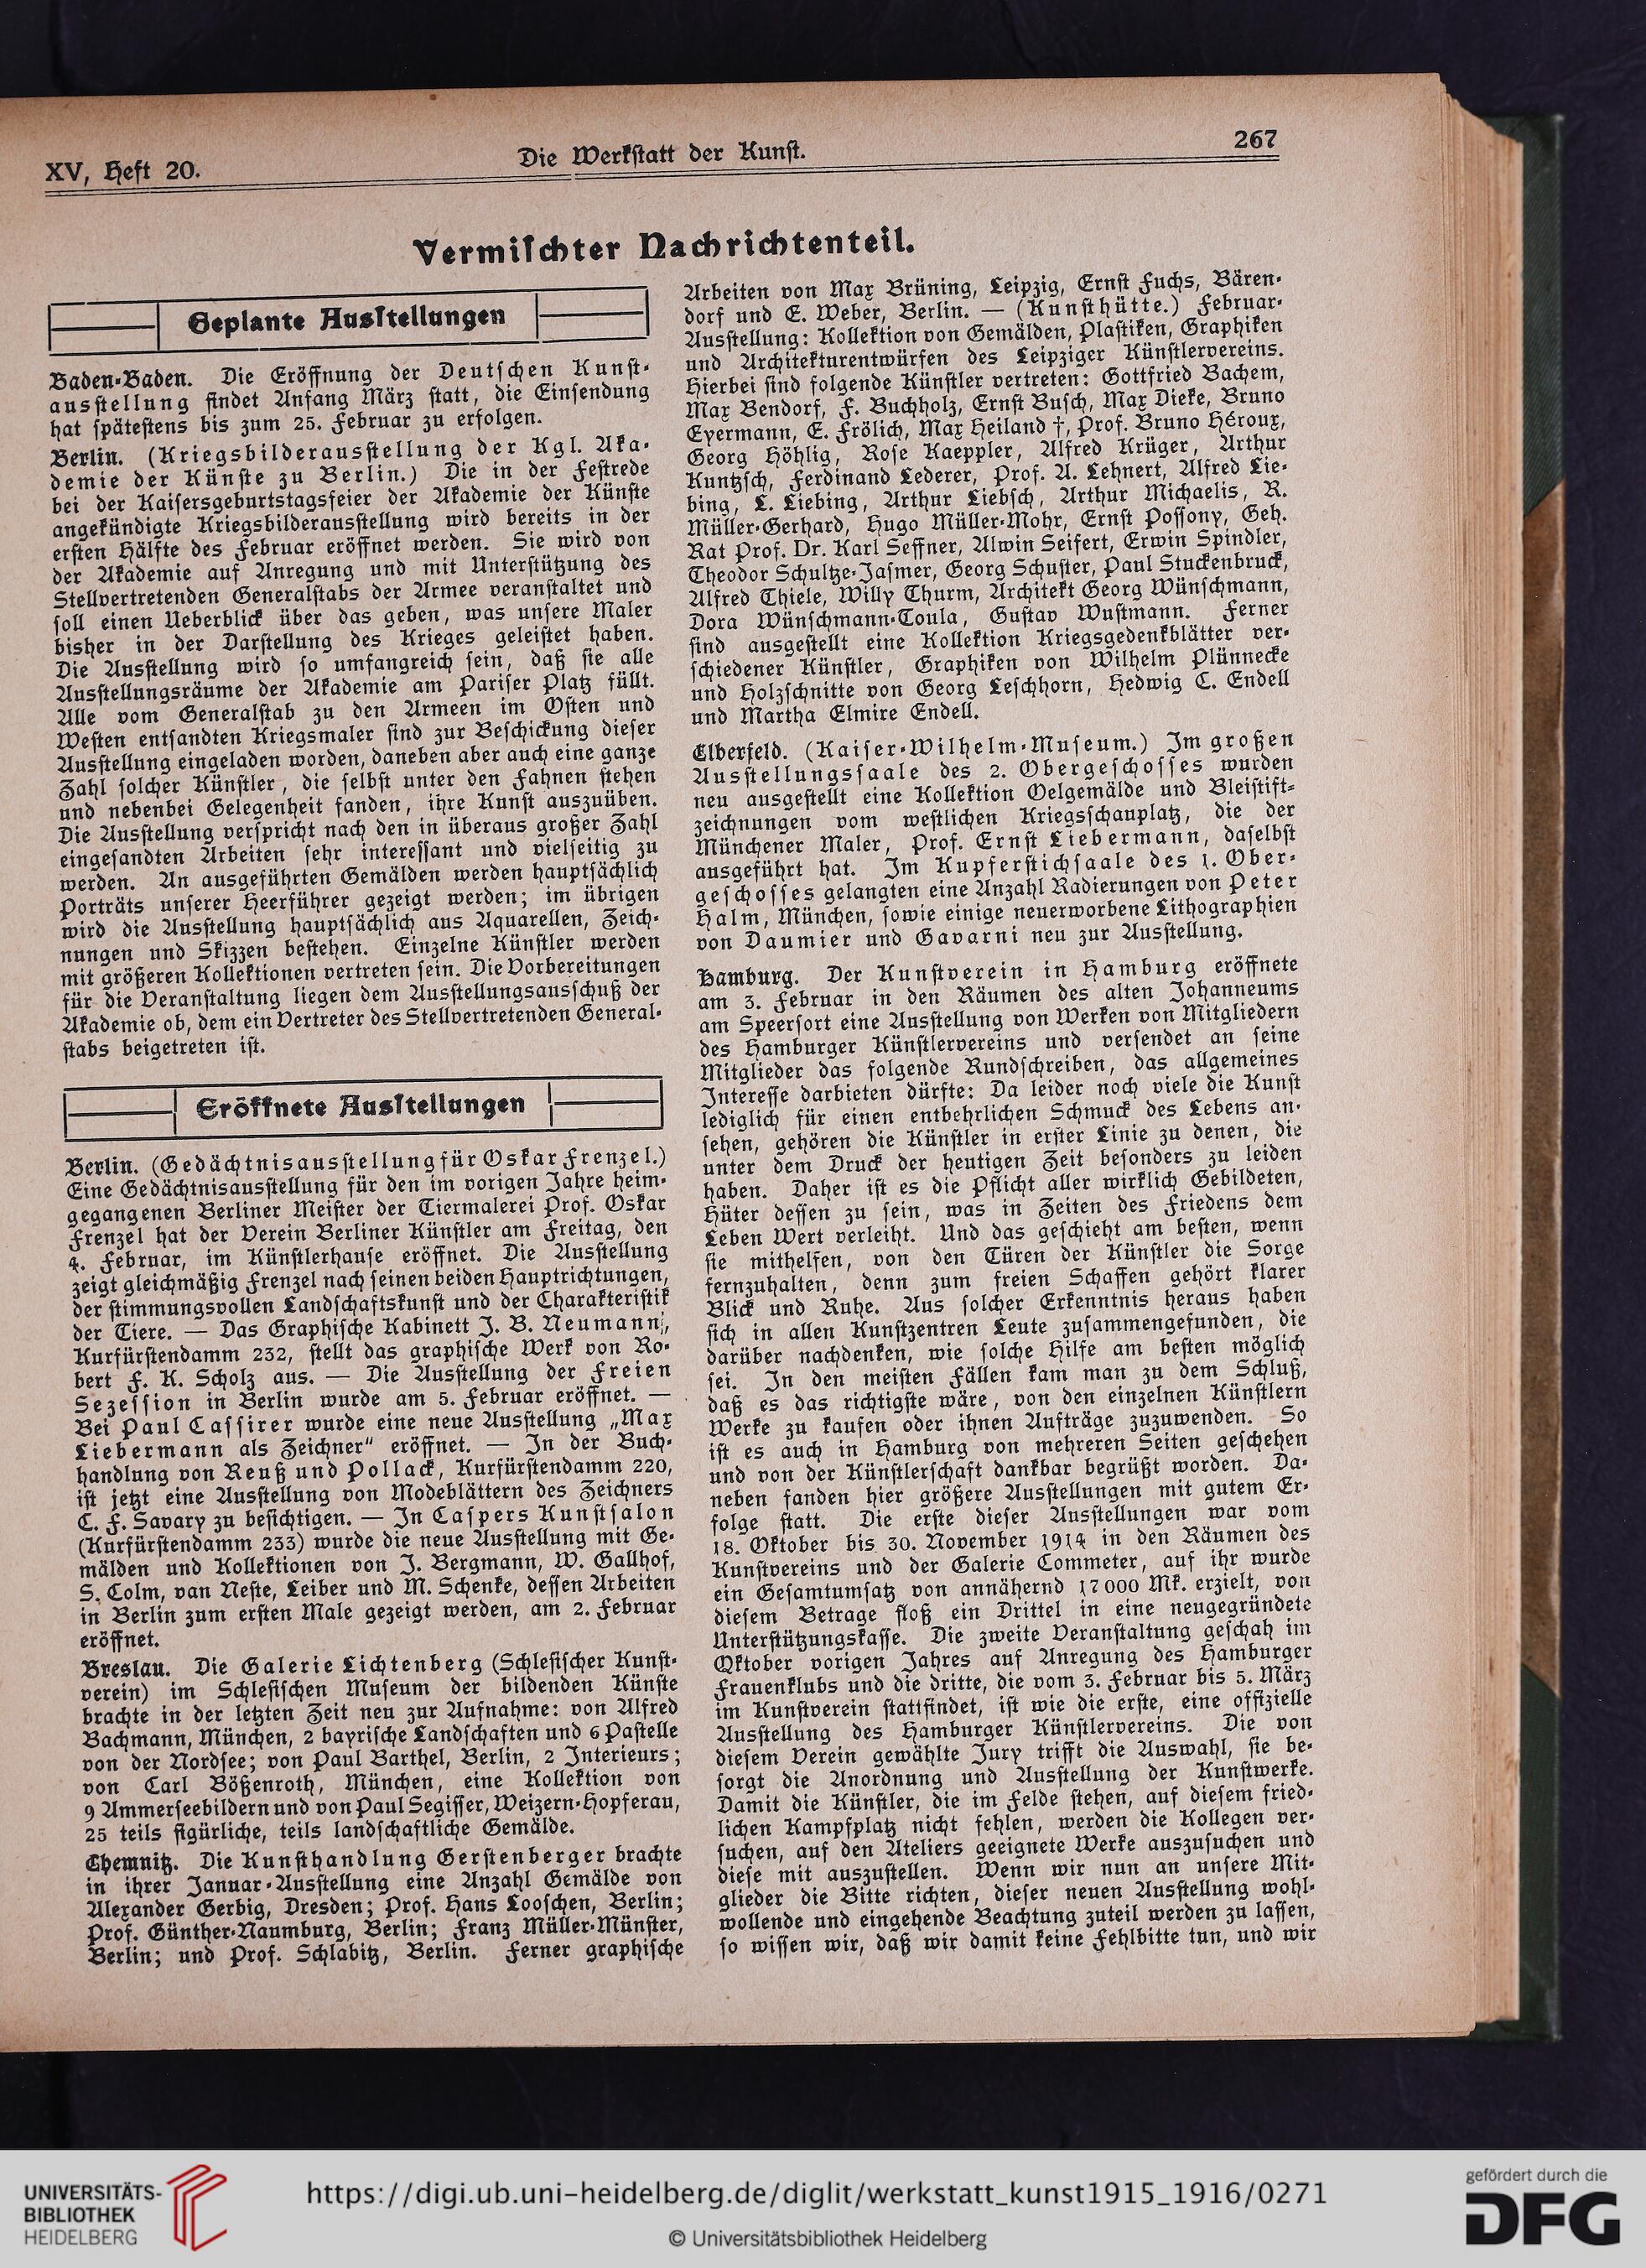 XV, Heft 20.
Die Werkstatt der Kunst.
267
Vermischter Nachrichtenteil.
Geplante Ausstellungen
Baden-Baden. Die Eröffnung der Deutschen Kunst-
ausstellung findet Anfang März statt, die Einsendung
hat spätestens bis zum 25. Februar zu erfolgen.
Berlin. (Kriegsbilderausstellung der Kgl. Aka-
demie der Künste zu Berlin.) Die in der Festrede
bei der Kaisersgeburtstagsfeier der Akademie der Künste
angekündigte Kriegsbilderausstellung wird bereits in der
ersten Hälfte des Februar eröffnet werden. Sie wird von
der Akademie auf Anregung und mit Unterstützung des
Stellvertretenden Generalstabs der Armee veranstaltet und
soll einen Ueberblick über das geben, was unsere Maler
bisher in der Darstellung des Krieges geleistet haben.
Die Ausstellung wird so umfangreich sein, daß sie alle
Ausstellungsräume der Akademie am Pariser Platz füllt.
Alle vom Generalstab zu den Armeen im Osten und
Westen entsandten Kriegsmaler sind zur Beschickung dieser
Ausstellung eingeladen worden, daneben aber auch eine ganze
Zahl solcher Künstler, die selbst unter den Fahnen stehen
und nebenbei Gelegenheit fanden, ihre Kunst auszuüben.
Die Ausstellung verspricht nach den in überaus großer Zahl
eingesandten Arbeiten sehr interessant und vielseitig zu
werden. An ausgeführten Gemälden werden hauptsächlich
Porträts unserer Heerführer gezeigt werden; im übrigen
wird die Ausstellung hauptsächlich aus Aquarellen, Zeich-
nungen und Skizzen bestehen. Einzelne Künstler werden
mit größeren Kollektionen vertreten sein. Die Vorbereitungen
für die Veranstaltung liegen dem Ausstellungsausschuß der
Akademie ob, dem ein Vertreter des Stellvertretenden General-
stabs beigetreten ist.
Eröffnete Ausstellungen
Berlin. (Gedächtnisausstellung für Oskar Frenzel.)
Eine Gedächtnisausstellung für den im vorigen Jahre heim-
gegangenen Berliner Meister der Tiermalerei Prof. Oskar
Frenzel hat der Verein Berliner Künstler am Freitag, den
4. Februar, im Künstlerhause eröffnet. Die Ausstellung
zeigt gleichmäßig Frenzel nach seinen beiden Hauptrichtungen,
der stimmungsvollen Landschaftskunst und der Charakteristik
der Tiere. — Das Graphische Kabinett J. B. Neumann,
Kurfürstendamm 232, stellt das graphische Werk von Ro-
bert F. K. Scholz aus. — Die Ausstellung der Freien
Sezession in Berlin wurde am 5. Februar eröffnet. —
Bei Paul Cassirer wurde eine neue Ausstellung „Max
Liebermann als Zeichner“ eröffnet. — In der Buch-
handlung von Reuß und Pollack, Kurfürstendamm 220,
ist jetzt eine Ausstellung von Modeblättern des Zeichners
C. F. Savary zu besichtigen. — In Caspers Kunstsalon
(Kurfürstendamm 233) wurde die neue Ausstellung mit Ge-
mälden und Kollektionen von J. Bergmann, W. Gallhof,
S. Colm, van Neste, Leiber und M. Schenke, dessen Arbeiten
in Berlin zum ersten Male gezeigt werden, am 2. Februar
eröffnet.
Breslau. Die Galerie Lichtenberg (Schlesischer Kunst-
verein) im Schlesischen Museum der bildenden Künste
brachte in der letzten Zeit neu zur Aufnahme: von Alfred
Bachmann, München, 2 bayrische Landschaften und 6 Pastelle
von der Nordsee; von Paul Barthel, Berlin, 2 Interieurs;
von Carl Bößenroth, München, eine Kollektion von
9 Ammerseebildern und von Paul Segisser, Weizern-Hopferau,
25 teils figürliche, teils landschaftliche Gemälde.
Chemnitz. Die Kunsthandlung Gerstenberger brachte
in ihrer Januar-Ausstellung eine Anzahl Gemälde von
Alexander Gerbig, Dresden; Prof. Hans Looschen, Berlin;
Prof. Günther-Naumburg, Berlin; Franz Müller-Münster,
Berlin; und Prof. Schlabitz, Berlin. Ferner graphische
Arbeiten von Max Brüning, Leipzig, Ernst Fuchs, Bären-
dorf und E. Weber, Berlin. — (Kunsthütte.) Februar-
Ausstellung: Kollektion von Gemälden, Plastiken, Graphiken
und Architekturentwürfen des Leipziger Künstlervereins.
Hierbei sind folgende Künstler vertreten: Gottfried Bachem,
Max Bendorf, F. Buchholz, Ernst Busch, Max Dieke, Bruno
Eyermann, E. Frölich, Max Heiland †, Prof. Bruno Héroux,
Georg Höhlig, Rose Kaeppler, Alfred Krüger, Arthur
Kuntzsch, Ferdinand Lederer, Prof. A. Lehnert, Alfred Lie-
bing, L. Liebing, Arthur Liebsch, Arthur Michaelis, R.
Müller-Gerhard, Hugo Müller-Mohr, Ernst Possony, Geh.
Rat Prof. Dr. Karl Seffner, Alwin Seifert, Erwin Spindler,
Theodor Schultze-Jasmer, Georg Schuster, Paul Stuckenbruck,
Alfred Thiele, Willy Thurm, Architekt Georg Wünschmann,
Dora Wünschmann-Toula, Gustav Wustmann. Ferner
sind ausgestellt eine Kollektion Kriegsgedenkblätter ver-
schiedener Künstler, Graphiken von Wilhelm Plünnecke
und Holzschnitte von Georg Leschhorn, Hedwig C. Endell
und Martha Elmire Endell.
Elberfeld. (Kaiser-Wilhelm-Museum.) Im großen
Ausstellungssaale des 2. Obergeschosses wurden
neu ausgestellt eine Kollektion Oelgemälde und Bleistift-
zeichnungen vom westlichen Kriegsschauplatz, die der
Münchener Maler, Prof. Ernst Liebermann, daselbst
ausgeführt hat. Im Kupferstichsaale des 1. Ober-
geschosses gelangten eine Anzahl Radierungen von Peter
Halm, München, sowie einige neuerworbene Lithographien
von Daumier und Gavarni neu zur Ausstellung.
Hamburg. Der Kunstverein in Hamburg eröffnete
am 3. Februar in den Räumen des alten Johanneums
am Speersort eine Ausstellung von Werken von Mitgliedern
des Hamburger Künstlervereins und versendet an seine
Mitglieder das folgende Rundschreiben, das allgemeines
Interesse darbieten dürfte: Da leider noch viele die Kunst
lediglich für einen entbehrlichen Schmuck des Lebens an-
sehen, gehören die Künstler in erster Linie zu denen, die
unter dem Druck der heutigen Zeit besonders zu leiden
haben. Daher ist es die Pflicht aller wirklich Gebildeten,
Hüter dessen zu sein, was in Zeiten des Friedens dem
Leben Wert verleiht. Und das geschieht am besten, wenn
sie mithelfen, von den Türen der Künstler die Sorge
fernzuhalten, denn zum freien Schaffen gehört klarer
Blick und Ruhe. Aus solcher Erkenntnis heraus haben
sich in allen Kunstzentren Leute zusammengefunden, die
darüber nachdenken, wie solche Hilfe am besten möglich
sei. In den meisten Fällen kam man zu dem Schluß,
daß es das richtigste wäre, von den einzelnen Künstlern
Werke zu kaufen oder ihnen Aufträge zuzuwenden. So
ist es auch in Hamburg von mehreren Seiten geschehen
und von der Künstlerschaft dankbar begrüßt worden. Da-
neben fanden hier größere Ausstellungen mit gutem Er-
folge statt. Die erste dieser Ausstellungen war vom
18. Oktober bis 30. November 1914 in den Räumen des
Kunstvereins und der Galerie Commeter, auf ihr wurde
ein Gesamtumsatz von annähernd 17000 Mk. erzielt, von
diesem Betrage floß ein Drittel in eine neugegründete
Unterstützungskasse. Die zweite Veranstaltung geschah im
Oktober vorigen Jahres auf Anregung des Hamburger
Frauenklubs und die dritte, die vom 3. Februar bis 5. März
im Kunstverein stattfindet, ist wie die erste, eine offizielle
Ausstellung des Hamburger Künstlervereins. Die von
diesem Verein gewählte Jury trifft die Auswahl, sie be-
sorgt die Anordnung und Ausstellung der Kunstwerke.
Damit die Künstler, die im Felde stehen, auf diesem fried-
lichen Kampfplatz nicht fehlen, werden die Kollegen ver-
suchen, auf den Ateliers geeignete Werke auszusuchen und
diese mit auszustellen. Wenn wir nun an unsere Mit-
glieder die Bitte richten, dieser neuen Ausstellung wohl-
wollende und eingehende Beachtung zuteil werden zu lassen,
so wissen wir, daß wir damit keine Fehlbitte tun, und wir
UNIVERSITÄTS-
BIBLIOTHEK
HEIDELBERG
https://digi.ub.uni-heidelberg.de/diglit/werkstatt_kunst1915_1916/0271
© Universitätsbibliothek Heidelberg
gefördert durch die
DFG